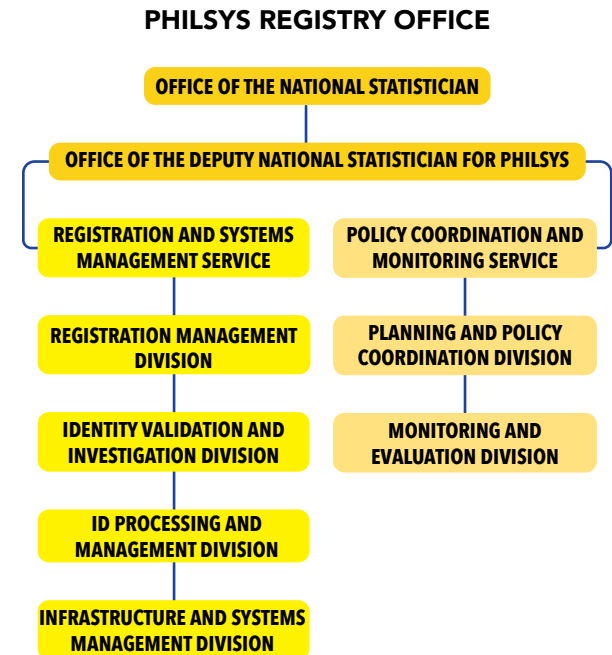 PHILSYS REGISTRY OFFICE
OFFICE OF THE NATIONAL STATISTICIAN
OFFICE OF THE DEPUTY NATIONAL STATISTICIAN FOR PHILSYS
REGISTRATION AND SYSTEMS
MANAGEMENT SERVICE
REGISTRATION MANAGEMENT
DIVISION
IDENTITY VALIDATION AND
INVESTIGATION DIVISION
ID PROCESSING AND
MANAGEMENT DIVISION
INFRASTRUCTURE AND SYSTEMS
MANAGEMENT DIVISION
POLICY COORDINATION AND
MONITORING SERVICE
PLANNING AND POLICY
COORDINATION DIVISION
MONITORING AND
EVALUATION DIVISION